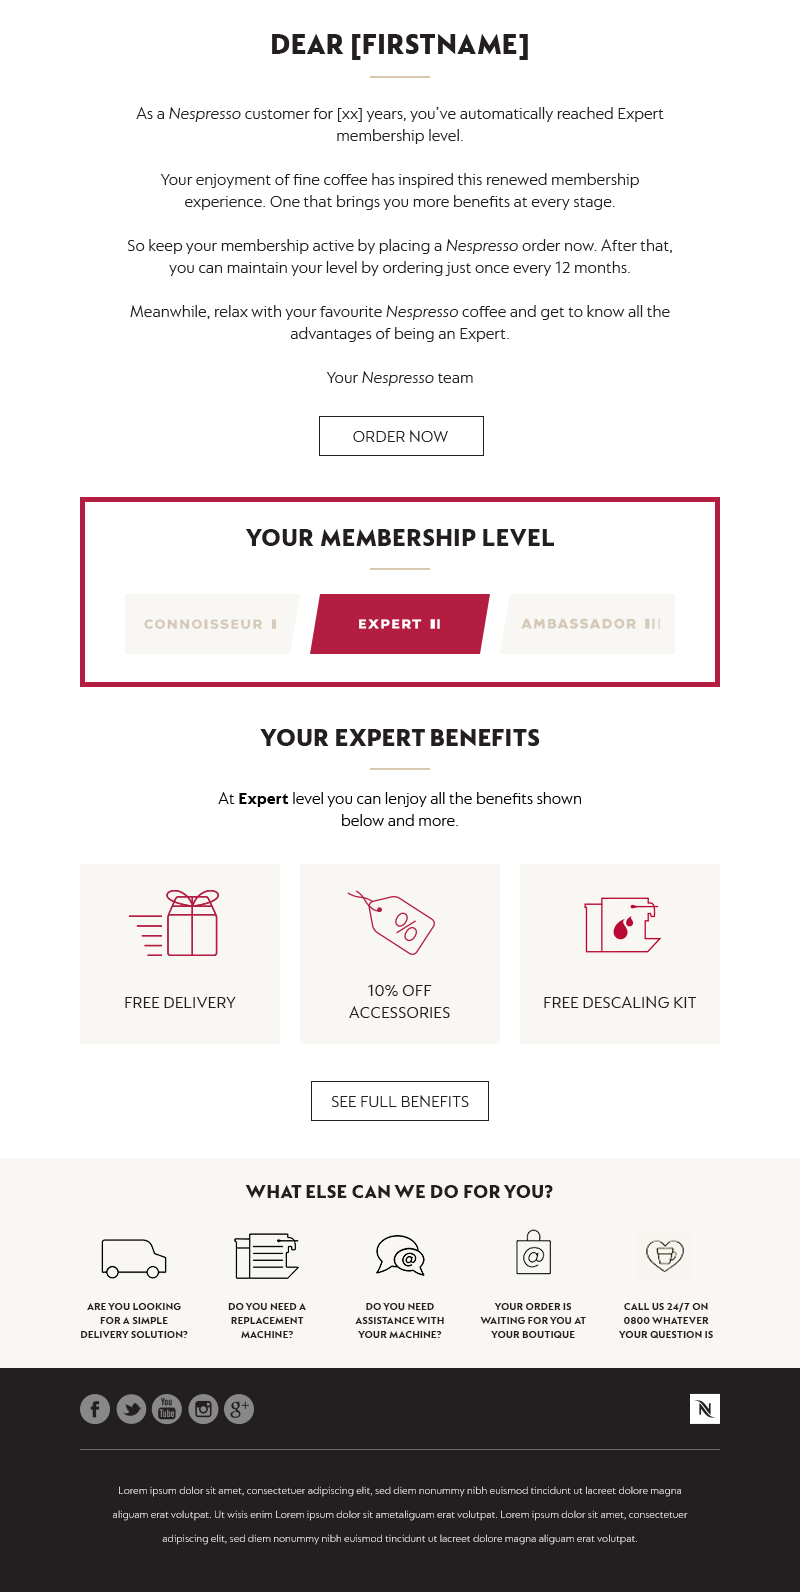 DEAR [FIRSTNAME]
As a Nespresso customer for [xx] years, you've automatically reached Expert
membership level.
Your enjoyment of fine coffee has inspired this renewed membership
experience. One that brings you more benefits at every stage.
So keep your membership active by placing a Nespresso order now. After that,
you can maintain your level by ordering just once every 12 months.
Meanwhile, relax with your favourite Nespresso coffee and get to know all the
advantages of being an Expert.
Your Nespresso team
ORDER NOW
YOUR MEMBERSHIP LEVEL
CONNOISSEUR I
EXPERT II
AMBASSADOR III
YOUR EXPERT BENEFITS
At Expert level you can lenjoy all the benefits shown
below and more.
%
FREE DELIVERY
10% OFF
ACCESSORIES
FREE DESCALING KIT
SEE FULL BENEFITS
WHAT ELSE CAN WE DO FOR YOU?
@
@
ARE YOU LOOKING
FOR A SIMPLE
DELIVERY SOLUTION?
DO YOU NEED A
REPLACEMENT
MACHINE?
DO YOU NEED
ASSISTANCE WITH
YOUR MACHINE?
YOUR ORDER IS
WAITING FOR YOU AT
YOUR BOUTIQUE
CALL US 24/7 ON
0800 WHATEVER
YOUR QUESTION IS
f
You
Tube
g+
N
Lorem ipsum dolor sit amet, consectetuer adipiscing elit, sed diem nonummy nibh euismod tincidunt ut lacreet dolore magna
aliguam erat volutpat. Ut wisis enim Lorem ipsum dolor sit ametaliguam erat volutpat. Lorem ipsum dolor sit amet, consectetuer
adipiscing elit, sed diem nonummy nibh euismod tincidunt ut lacreet dolore magna aliguam erat volutpat.